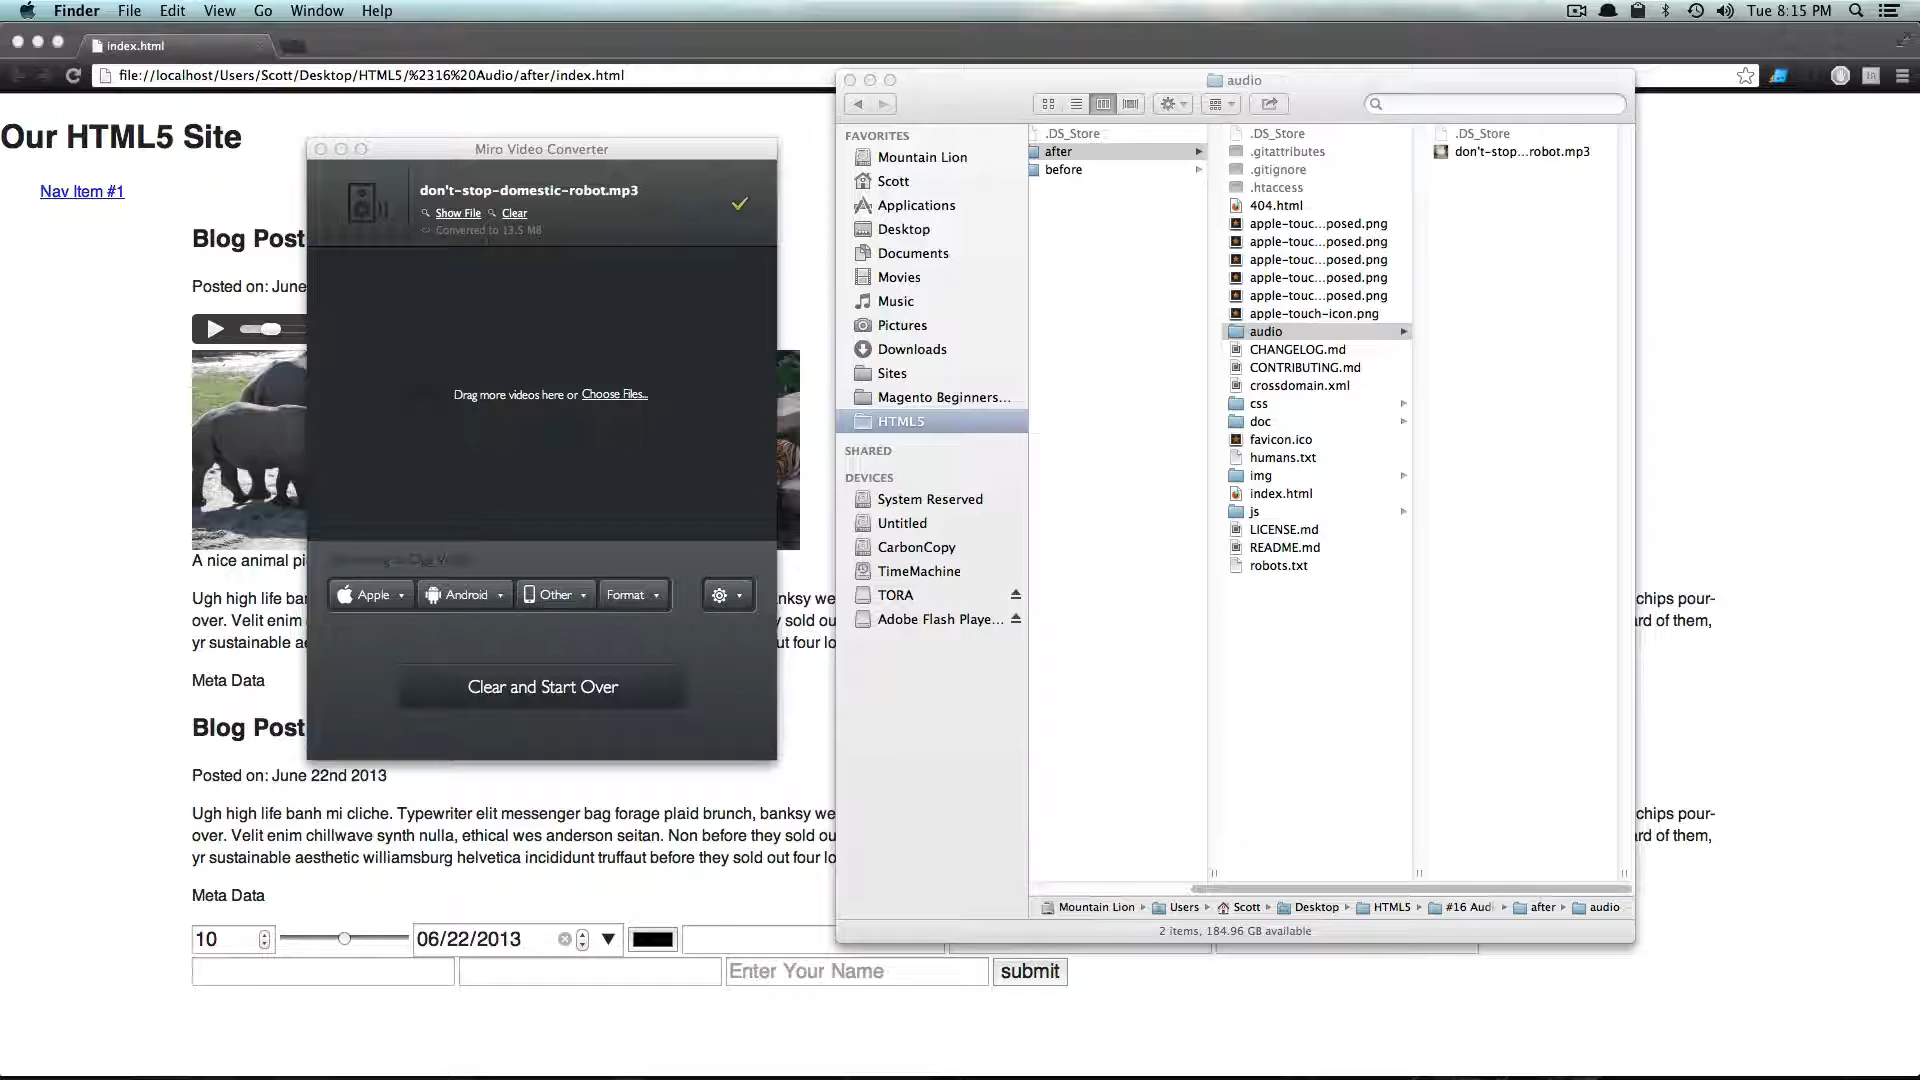 Finder File Edit View Go Window Help
Tue 8:15 PM
index.html
file://localhost/Users/Scott/Desktop/HTML5/%2316%20Audio/after/index.html
Our HTML5 Site
Nav Item #1
Blog Post
Posted on: June
A nice animal pi
Ugh high life ban
nksy we
chips pour-
over. Velit enim
y sold ou
rd of them,
yr sustainable ae
ut four lo
Meta Data
Blog Post
Posted on: June 22nd 2013
Ugh high life banh mi cliche. Typewriter elit messenger bag forage plaid brunch, banksy we
chips pour-
over. Velit enim chillwave synth nulla, ethical wes anderson seitan. Non before they sold ou
rd of them,
yr sustainable aesthetic williamsburg helvetica incididunt truffaut before they sold out four lo
Meta Data
10
06/22/2013
Enter Your Name
submit
Miro Video Converter
don't-stop-domestic-robot.mp3
Show File Clear
Converted to 13.5 MB
Drag more videos here or Choose Files...
Apple Android Other Format
Clear and Start Over
audio
FAVORITES
Mountain Lion
Scott
Applications
Desktop
Documents
Movies
Music
Pictures
Downloads
Sites
Magento Beginners...
HTML5
SHARED
DEVICES
System Reserved
Untitled
CarbonCopy
TimeMachine
TORA
Adobe Flash Playe...
.DS_Store
after
before
.DS_Store
.gitattributes
.gitignore
.htaccess
404.html
apple-touc...posed.png
apple-touc...posed.png
apple-touc...posed.png
apple-touc...posed.png
apple-touc...posed.png
apple-touch-icon.png
audio
CHANGELOG.md
CONTRIBUTING.md
crossdomain.xml
css
doc
favicon.ico
humans.txt
img
index.html
js
LICENSE.md
README.md
robots.txt
.DS_Store
don't-stop...robot.mp3
Mountain Lion Users Scott Desktop HTML5 #16 Audi after audio
2 items, 184.96 GB available